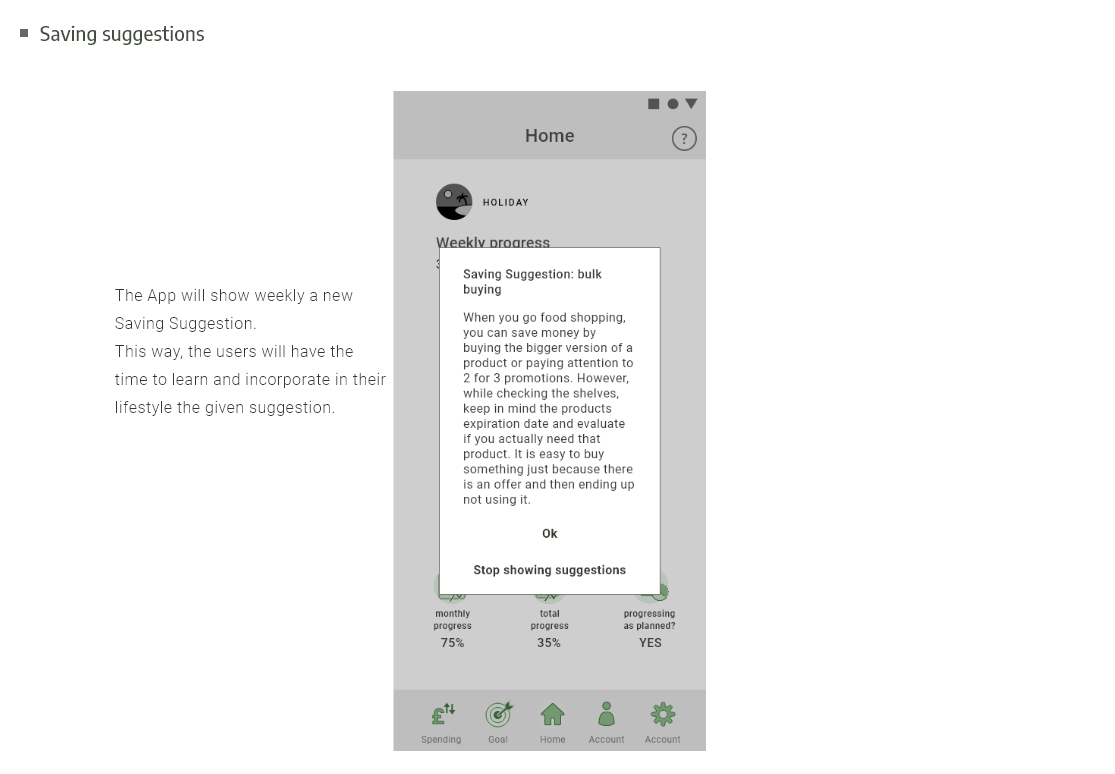 Saving suggestions
Home
?
HOLIDAY
Weekly progress
The App will show weekly a new
Saving Suggestion.
This way, the users will have the
time to learn and incorporate in their
lifestyle the given suggestion.
Saving Suggestion: bulk
buying
When you go food shopping,
you can save money by
buying the bigger version of a
product or paying attention to
2 for 3 promotions. However,
while checking the shelves,
keep in mind the products
expiration date and evaluate
if you actually need that
product. It is easy to buy
something just because there
is an offer and then ending up
not using it.
Ok
Stop showing suggestions
monthly
progress
75%
total
progress
35%
progressing
as planned?
YES
£
Spending
Goal
Home
Account
Account